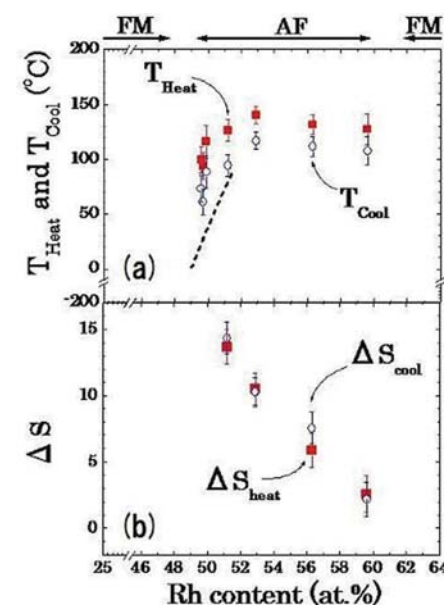 FM AF FM
200
150
100
50
0
-200
T_Heat and T_Cool (°C)
T_Heat
T_Cool
(a)
15
10
5
0
ΔS
ΔS_cool
ΔS_heat
(b)
25 48 50 52 54 56 58 60 62 64
Rh content (at.%)